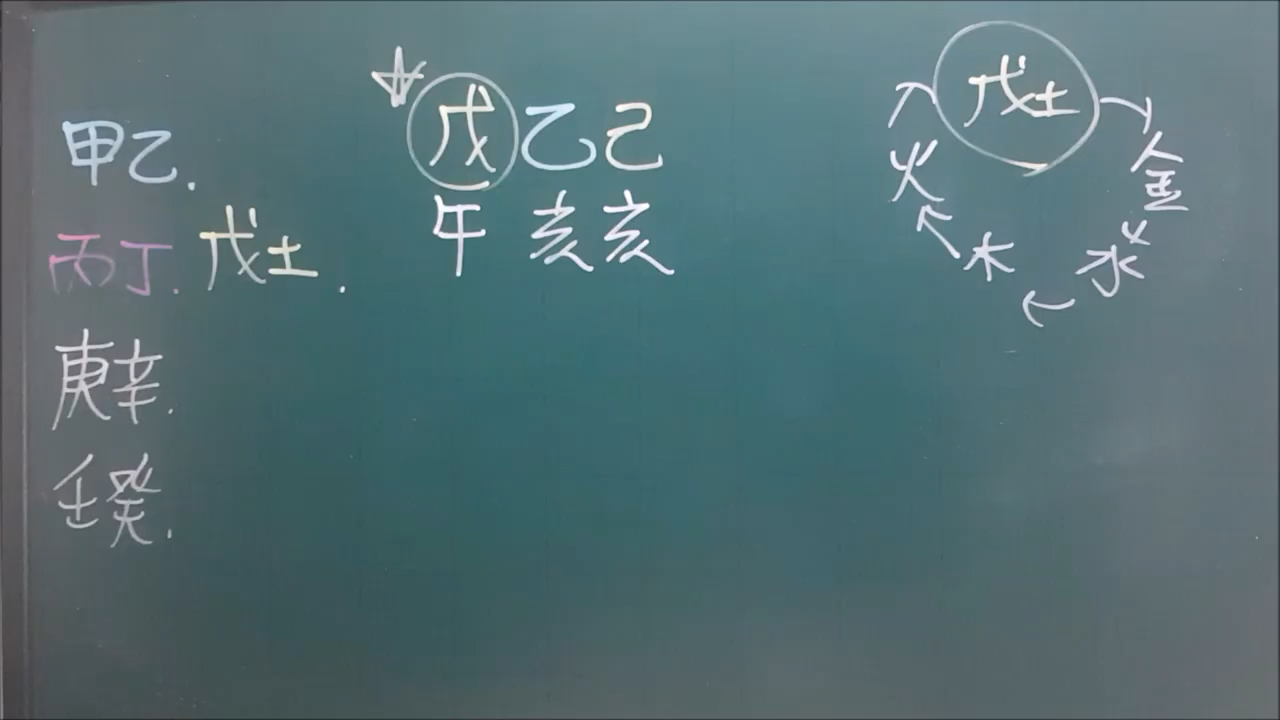 甲乙.
丙丁. 戊土.
庚辛.
壬癸.
戊乙己
午亥亥
戊土
火 金
木 水